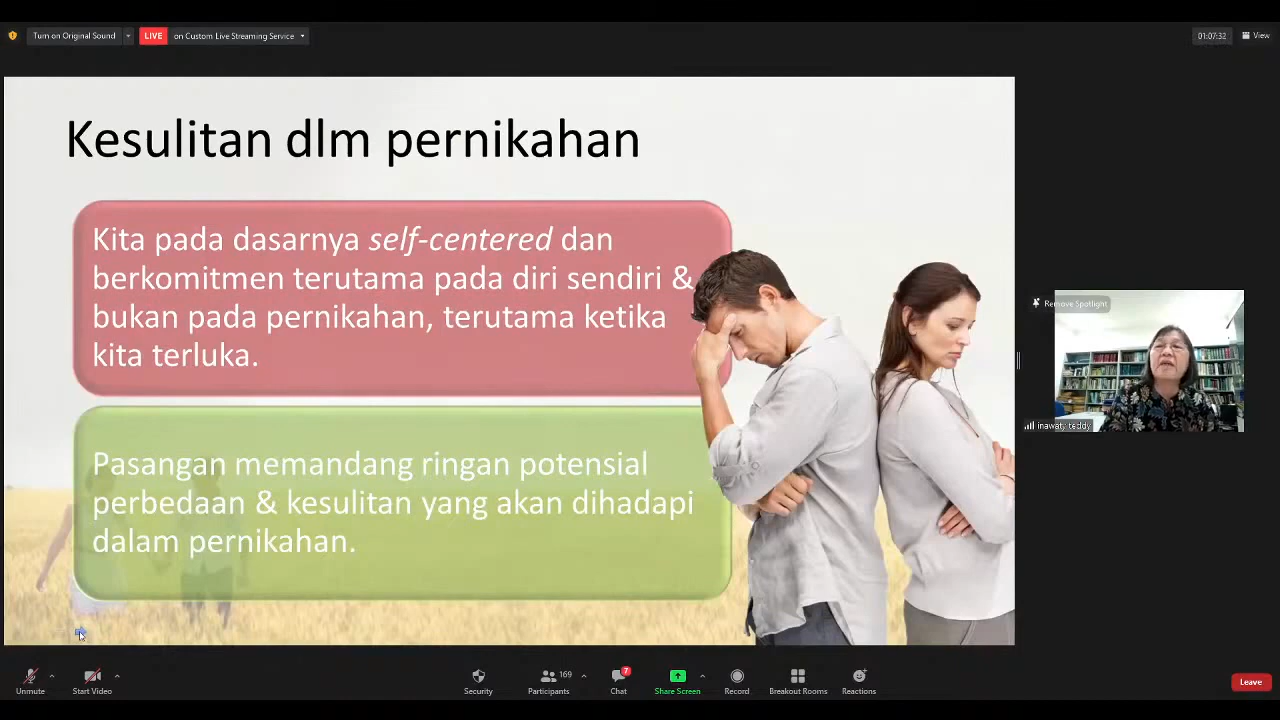 Turn on Original Sound
LIVE
on Custom Live Streaming Service
01:07:32
View
Kesulitan dlm pernikahan
Kita pada dasarnya self-centered dan
berkomitmen terutama pada diri sendiri &
bukan pada pernikahan, terutama ketika
kita terluka.
Pasangan memandang ringan potensial
perbedaan & kesulitan yang akan dihadapi
dalam pernikahan.
Remove Spotlight
inawaty teddy
Unmute
Start Video
Security
169
Participants
7
Chat
Share Screen
Record
Breakout Rooms
Reactions
Leave